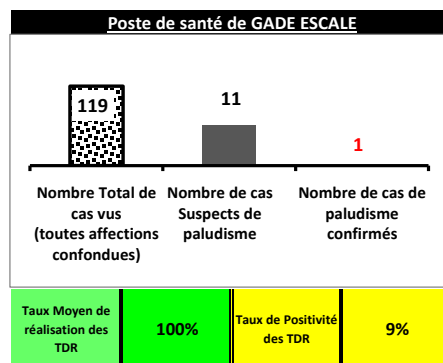 Poste de santé de GADE ESCALE
119
11
1
Nombre Total de
cas vus
(toutes affections
confondues)
Nombre de cas
Suspects de
paludisme
Nombre de cas de
paludisme
confirmés
Taux Moyen de
réalisation des
TDR
100%
Taux de Positivité
des TDR
9%